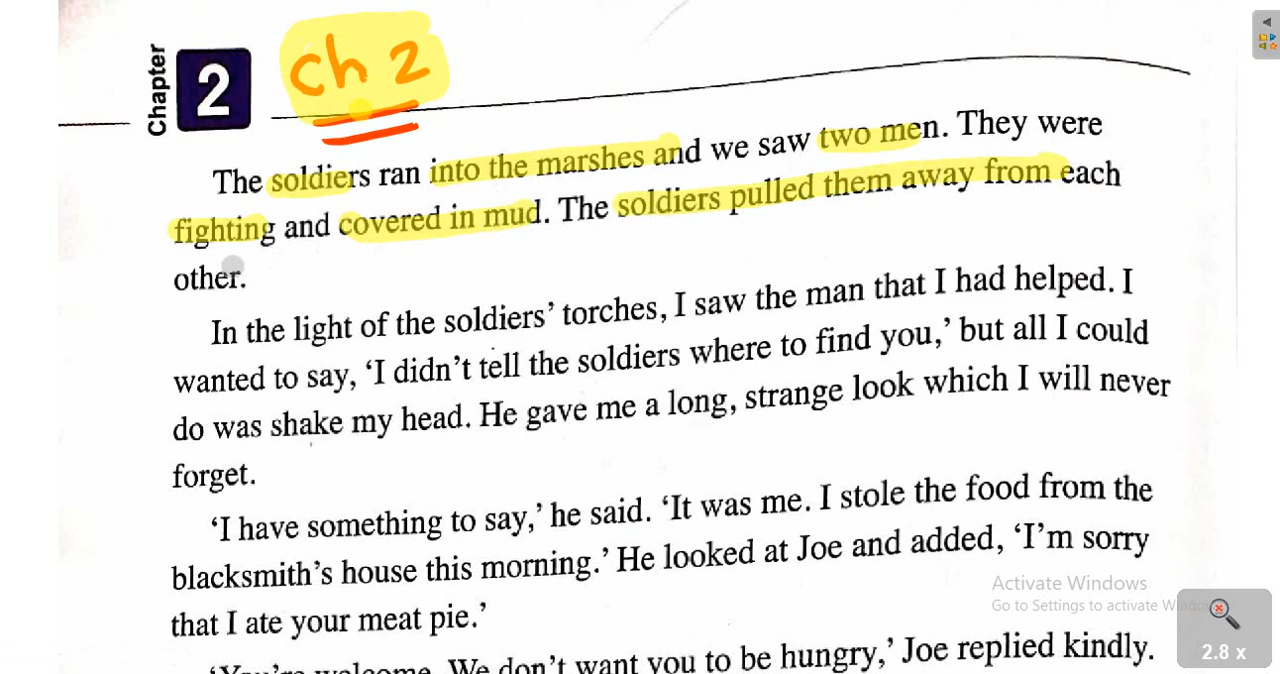 Chapter
2
Ch 2
The soldiers ran into the marshes and we saw two men. They were
fighting and covered in mud. The soldiers pulled them away from each
other.
In the light of the soldiers’ torches, I saw the man that I had helped. I
wanted to say, ‘I didn’t tell the soldiers where to find you,’ but all I could
do was shake my head. He gave me a long, strange look which I will never
forget.
‘I have something to say,’ he said. ‘It was me. I stole the food from the
blacksmith’s house this morning.’ He looked at Joe and added, ‘I’m sorry
that I ate your meat pie.’
‘You’re welcome. We don’t want you to be hungry,’ Joe replied kindly.
Activate Windows
Go to Settings to activate Windows.
2.8 x